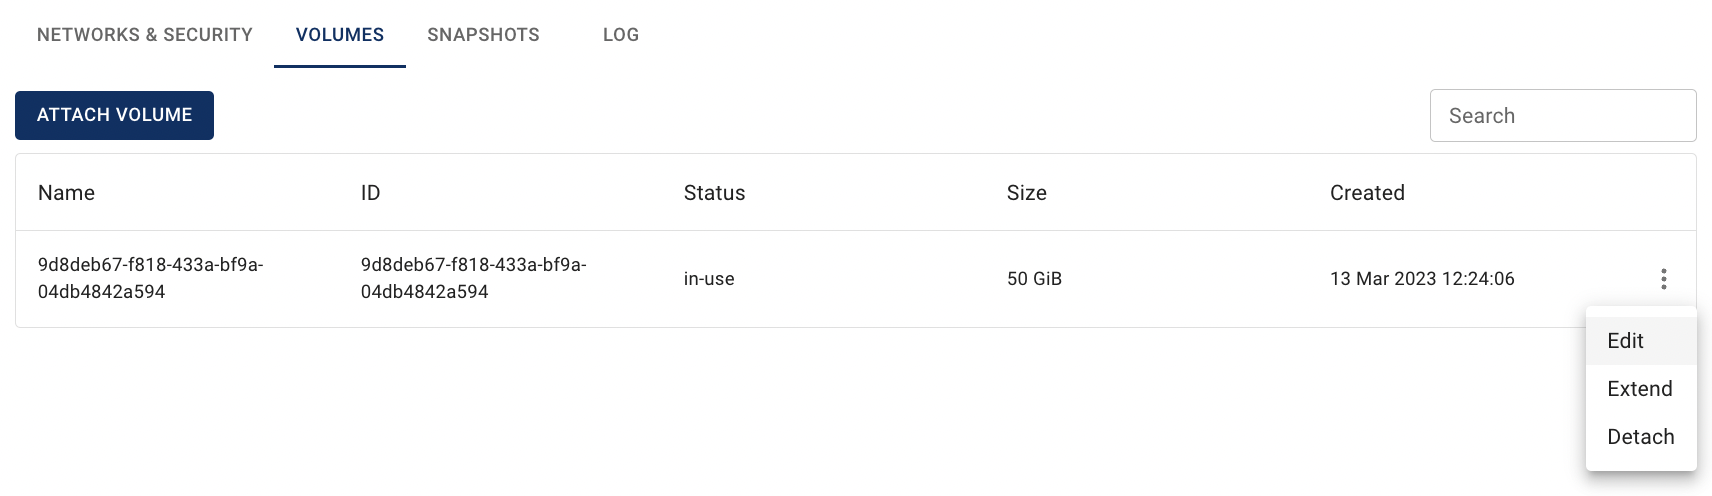 NETWORKS & SECURITY VOLUMES SNAPSHOTS LOG
ATTACH VOLUME Search
Name ID Status Size Created
9d8deb67-f818-433a-bf9a- 9d8deb67-f818-433a-bf9a-
04db4842a594 04db4842a594 in-use 50 GiB 13 Mar 2023 12:24:06
Edit
Extend
Detach